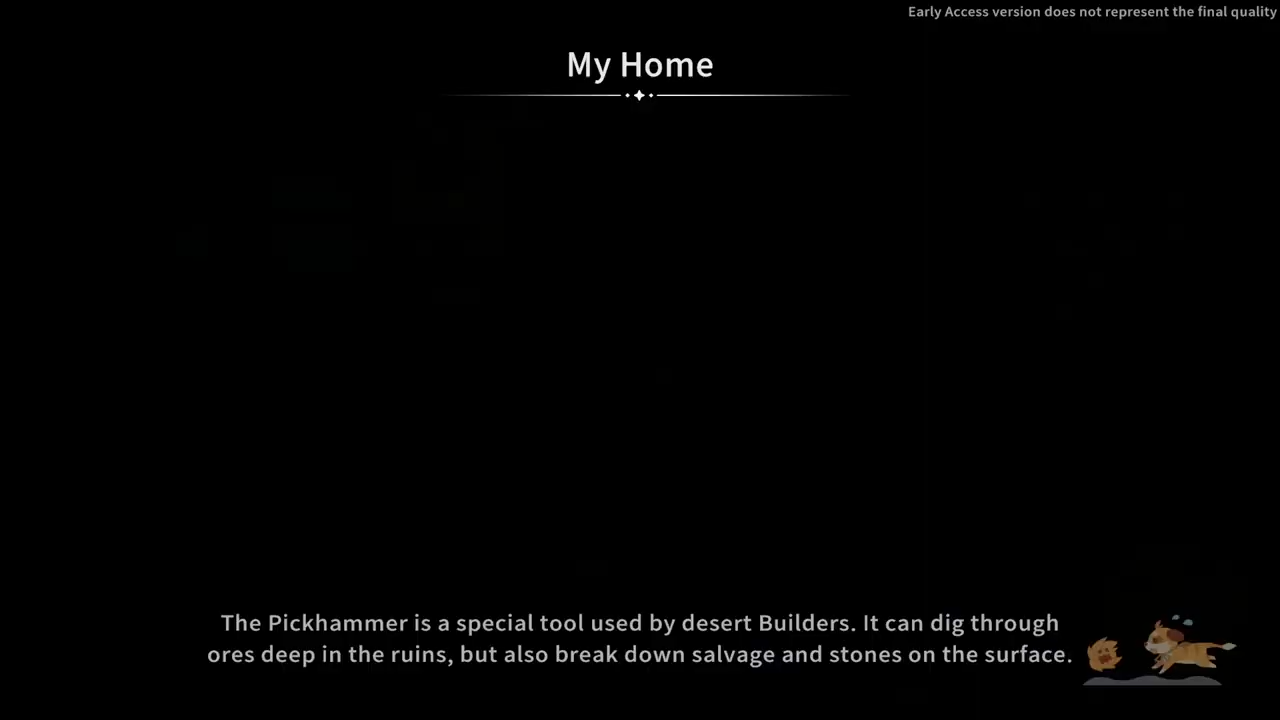 Early Access version does not represent the final quality
My Home
The Pickhammer is a special tool used by desert Builders. It can dig through
ores deep in the ruins, but also break down salvage and stones on the surface.